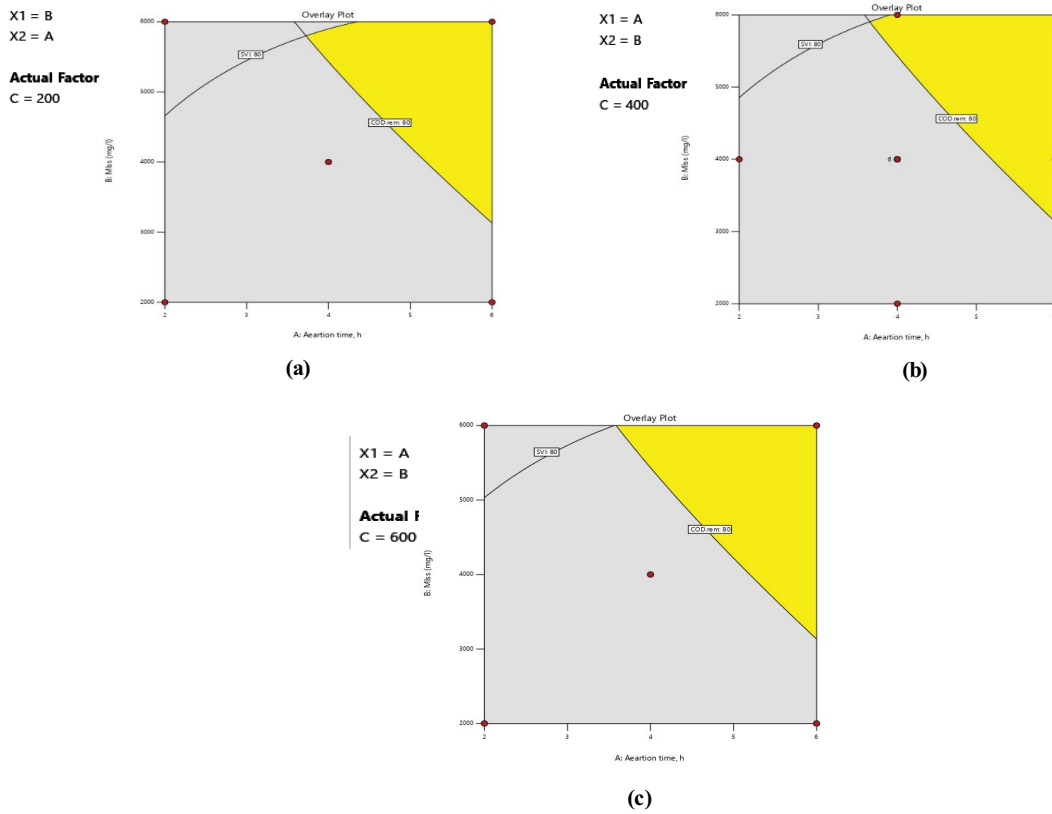 X1 = B
X2 = A
Actual Factor
C = 200
Overlay Plot
6000
5000
4000
3000
2000
SVI: 80
COD.rem: 80
B: Mlss (mg/l)
2 3 4 5 6
A: Aeartion time, h
(a)
X1 = A
X2 = B
Actual Factor
C = 400
Overlay Plot
6000
5000
4000
3000
2000
SVI: 80
COD.rem: 80
6
B: Mlss (mg/l)
2 3 4 5
A: Aeartion time, h
(b)
X1 = A
X2 = B
Actual F
C = 600
Overlay Plot
6000
5000
4000
3000
2000
SVI: 80
COD.rem: 80
B: Mlss (mg/l)
2 3 4 5 6
A: Aeartion time, h
(c)